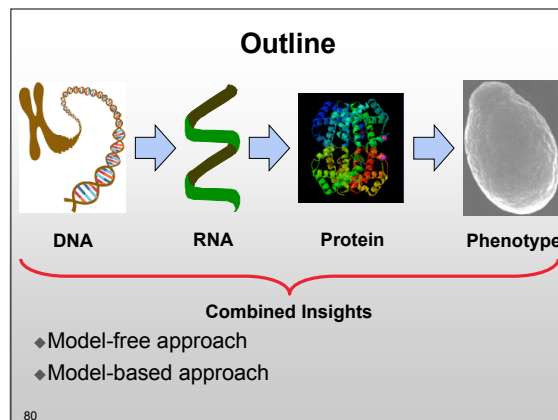 Outline
DNA RNA Protein Phenotype
Combined Insights
◆Model-free approach
◆Model-based approach
80